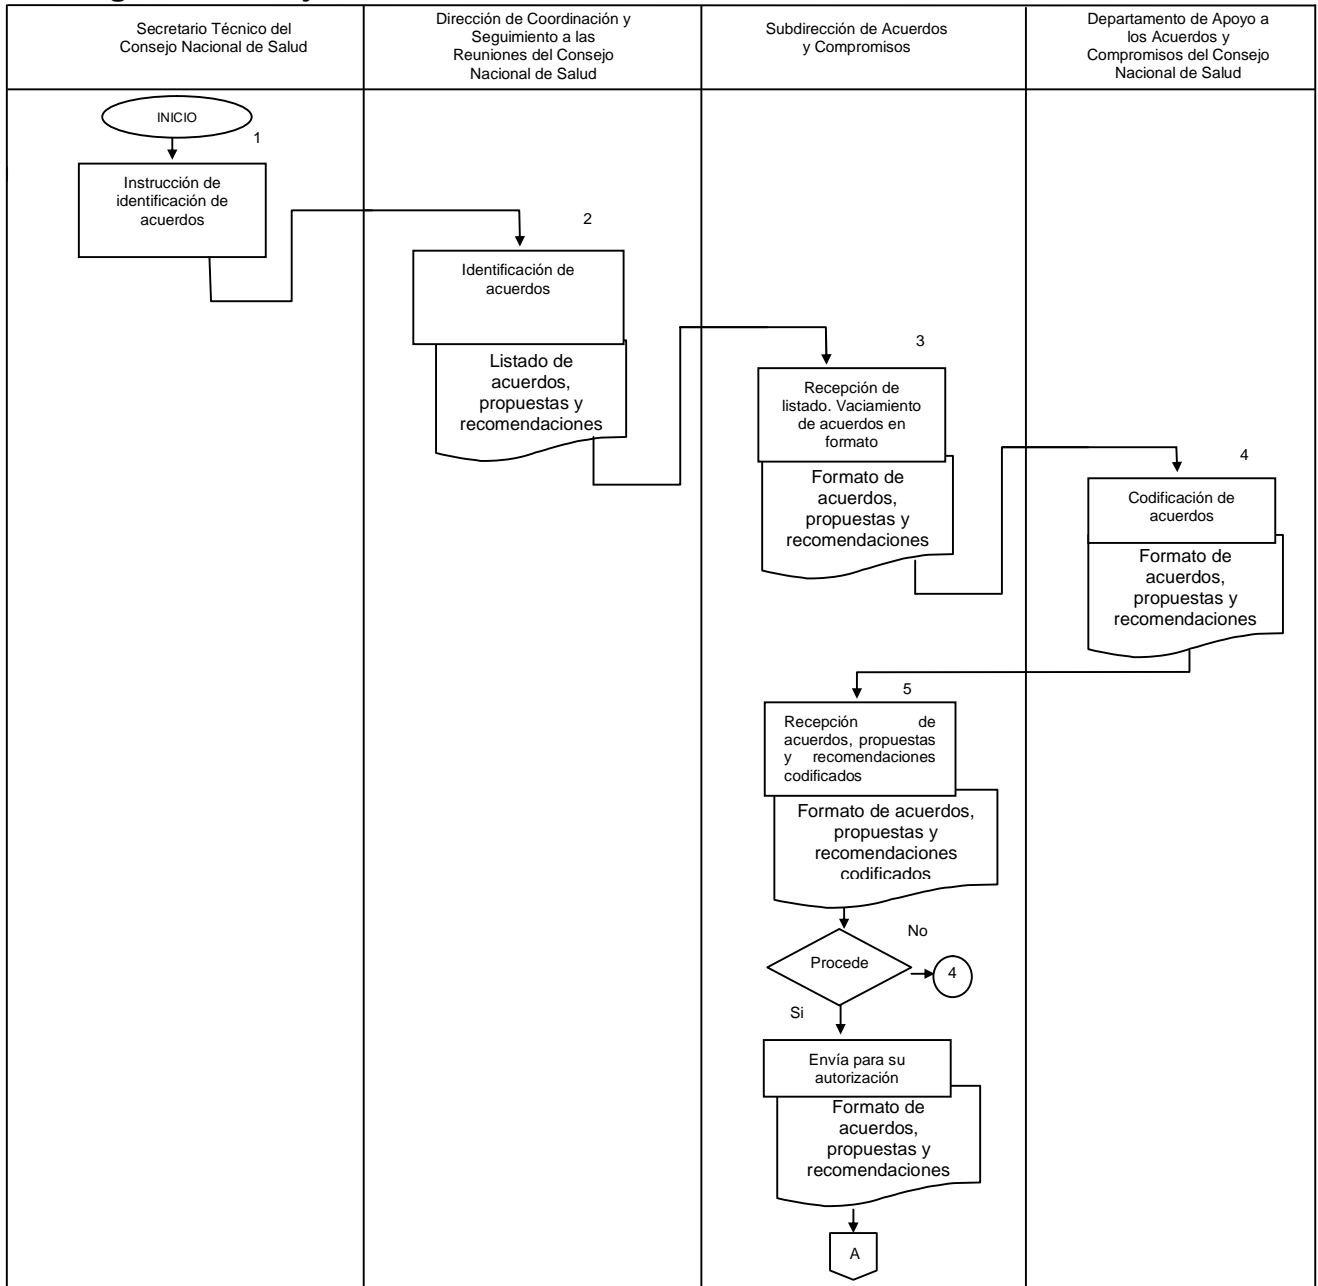 Secretario Técnico del
Consejo Nacional de Salud
Dirección de Coordinación y
Seguimiento a las
Reuniones del Consejo
Nacional de Salud
Subdirección de Acuerdos
y Compromisos
Departamento de Apoyo a
los Acuerdos y
Compromisos del Consejo
Nacional de Salud
INICIO
1
Instrucción de
identificación de
acuerdos
2
Identificación de
acuerdos
Listado de
acuerdos,
propuestas y
recomendaciones
3
Recepción de
listado. Vaciamiento
de acuerdos en
formato
Formato de
acuerdos,
propuestas y
recomendaciones
4
Codificación de
acuerdos
Formato de
acuerdos,
propuestas y
recomendaciones
5
Recepción de
acuerdos, propuestas
y recomendaciones
codificados
Formato de acuerdos,
propuestas y
recomendaciones
codificados
Procede
No
4
Si
Envía para su
autorización
Formato de
acuerdos,
propuestas y
recomendaciones
A